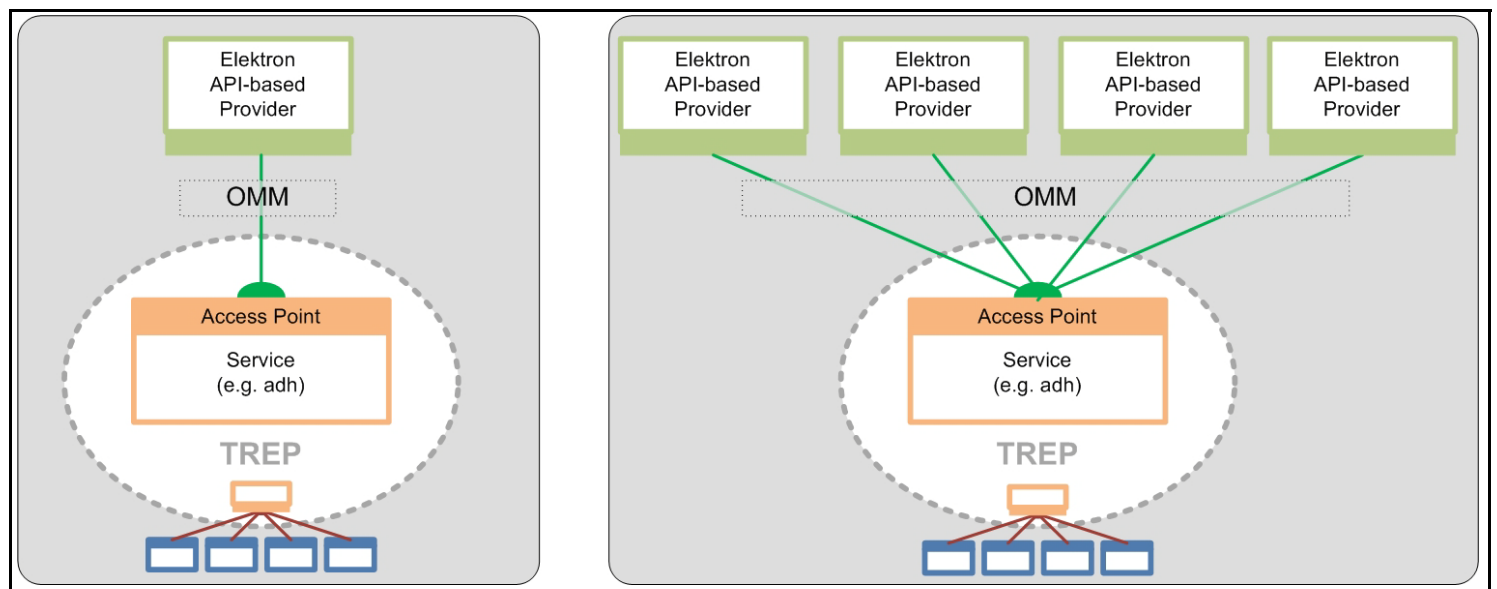 Elektron
API-based
Provider
OMM
Access Point
Service
(e.g. adh)
TREP
Elektron
API-based
Provider
Elektron
API-based
Provider
Elektron
API-based
Provider
Elektron
API-based
Provider
OMM
Access Point
Service
(e.g. adh)
TREP